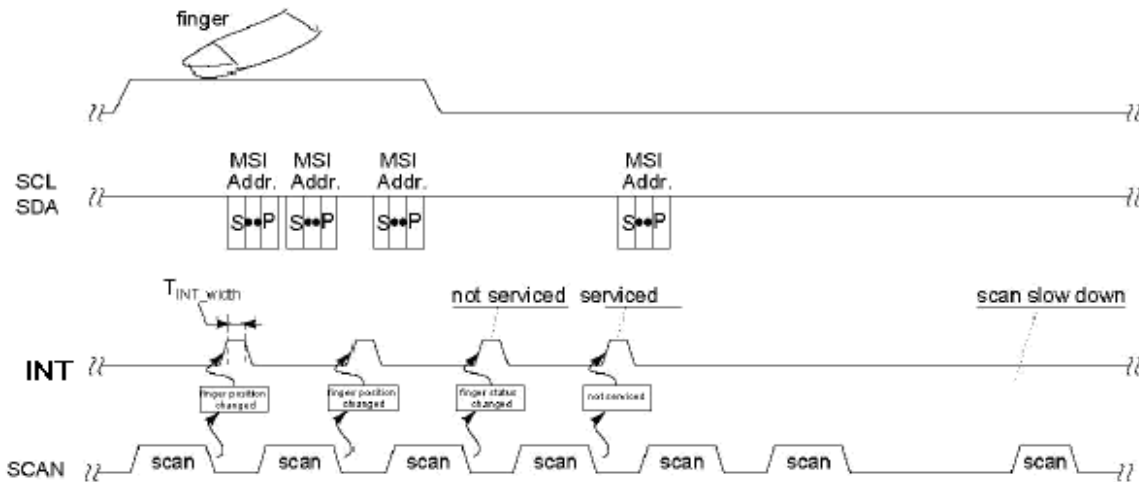 finger
MSI MSI MSI MSI
Addr. Addr. Addr. Addr.
SCL
SDA
S••P S••P S••P S••P
TINT_width
not serviced serviced scan slow down
INT
finger position changed finger position changed finger status changed not serviced
SCAN scan scan scan scan scan scan scan